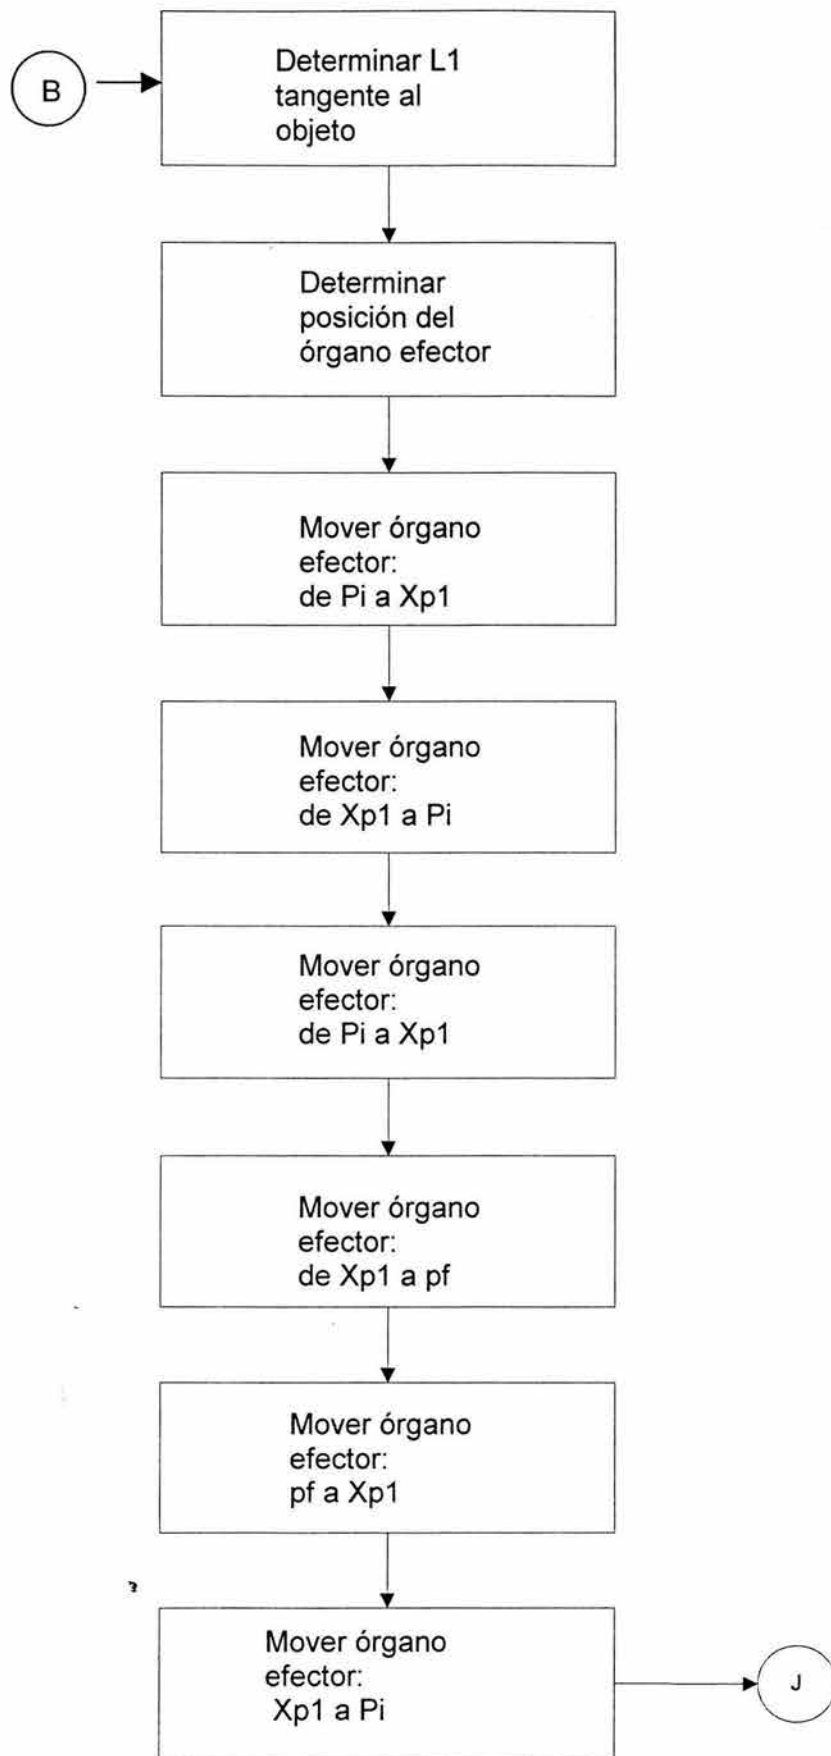 B
Determinar L1
tangente al
objeto
Determinar
posición del
órgano efector
Mover órgano
efector:
de Pi a Xp1
Mover órgano
efector:
de Xp1 a Pi
Mover órgano
efector:
de Pi a Xp1
Mover órgano
efector:
de Xp1 a pf
Mover órgano
efector:
pf a Xp1
Mover órgano
efector:
Xp1 a Pi
J